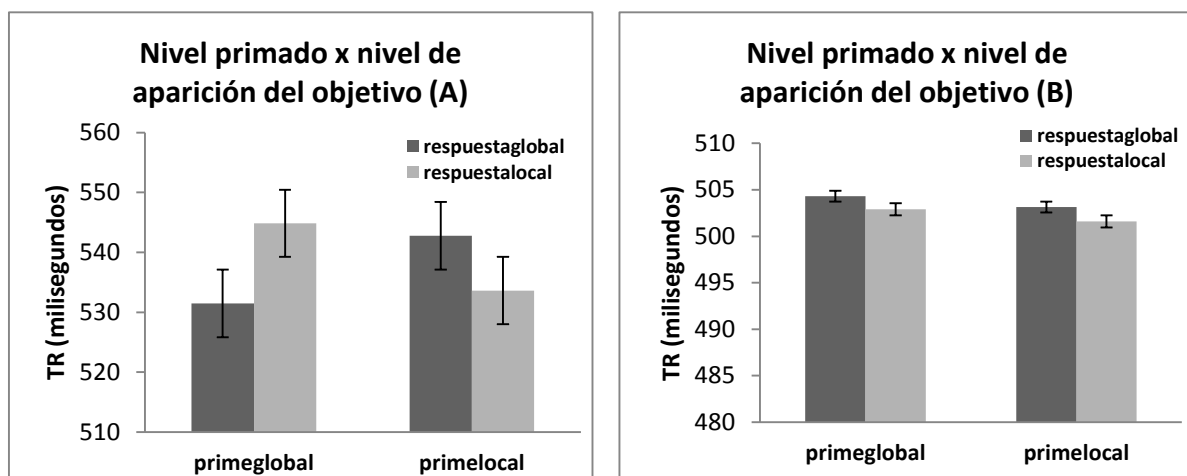 Nivel primado x nivel de
aparición del objetivo (A)
560
550
540
530
520
510
TR (milisegundos)
respuestaglobal
respuestalocal
primeglobal
primelocal
Nivel primado x nivel de
aparición del objetivo (B)
510
505
500
495
490
485
480
TR (milisegundos)
respuestaglobal
respuestalocal
primeglobal
primelocal